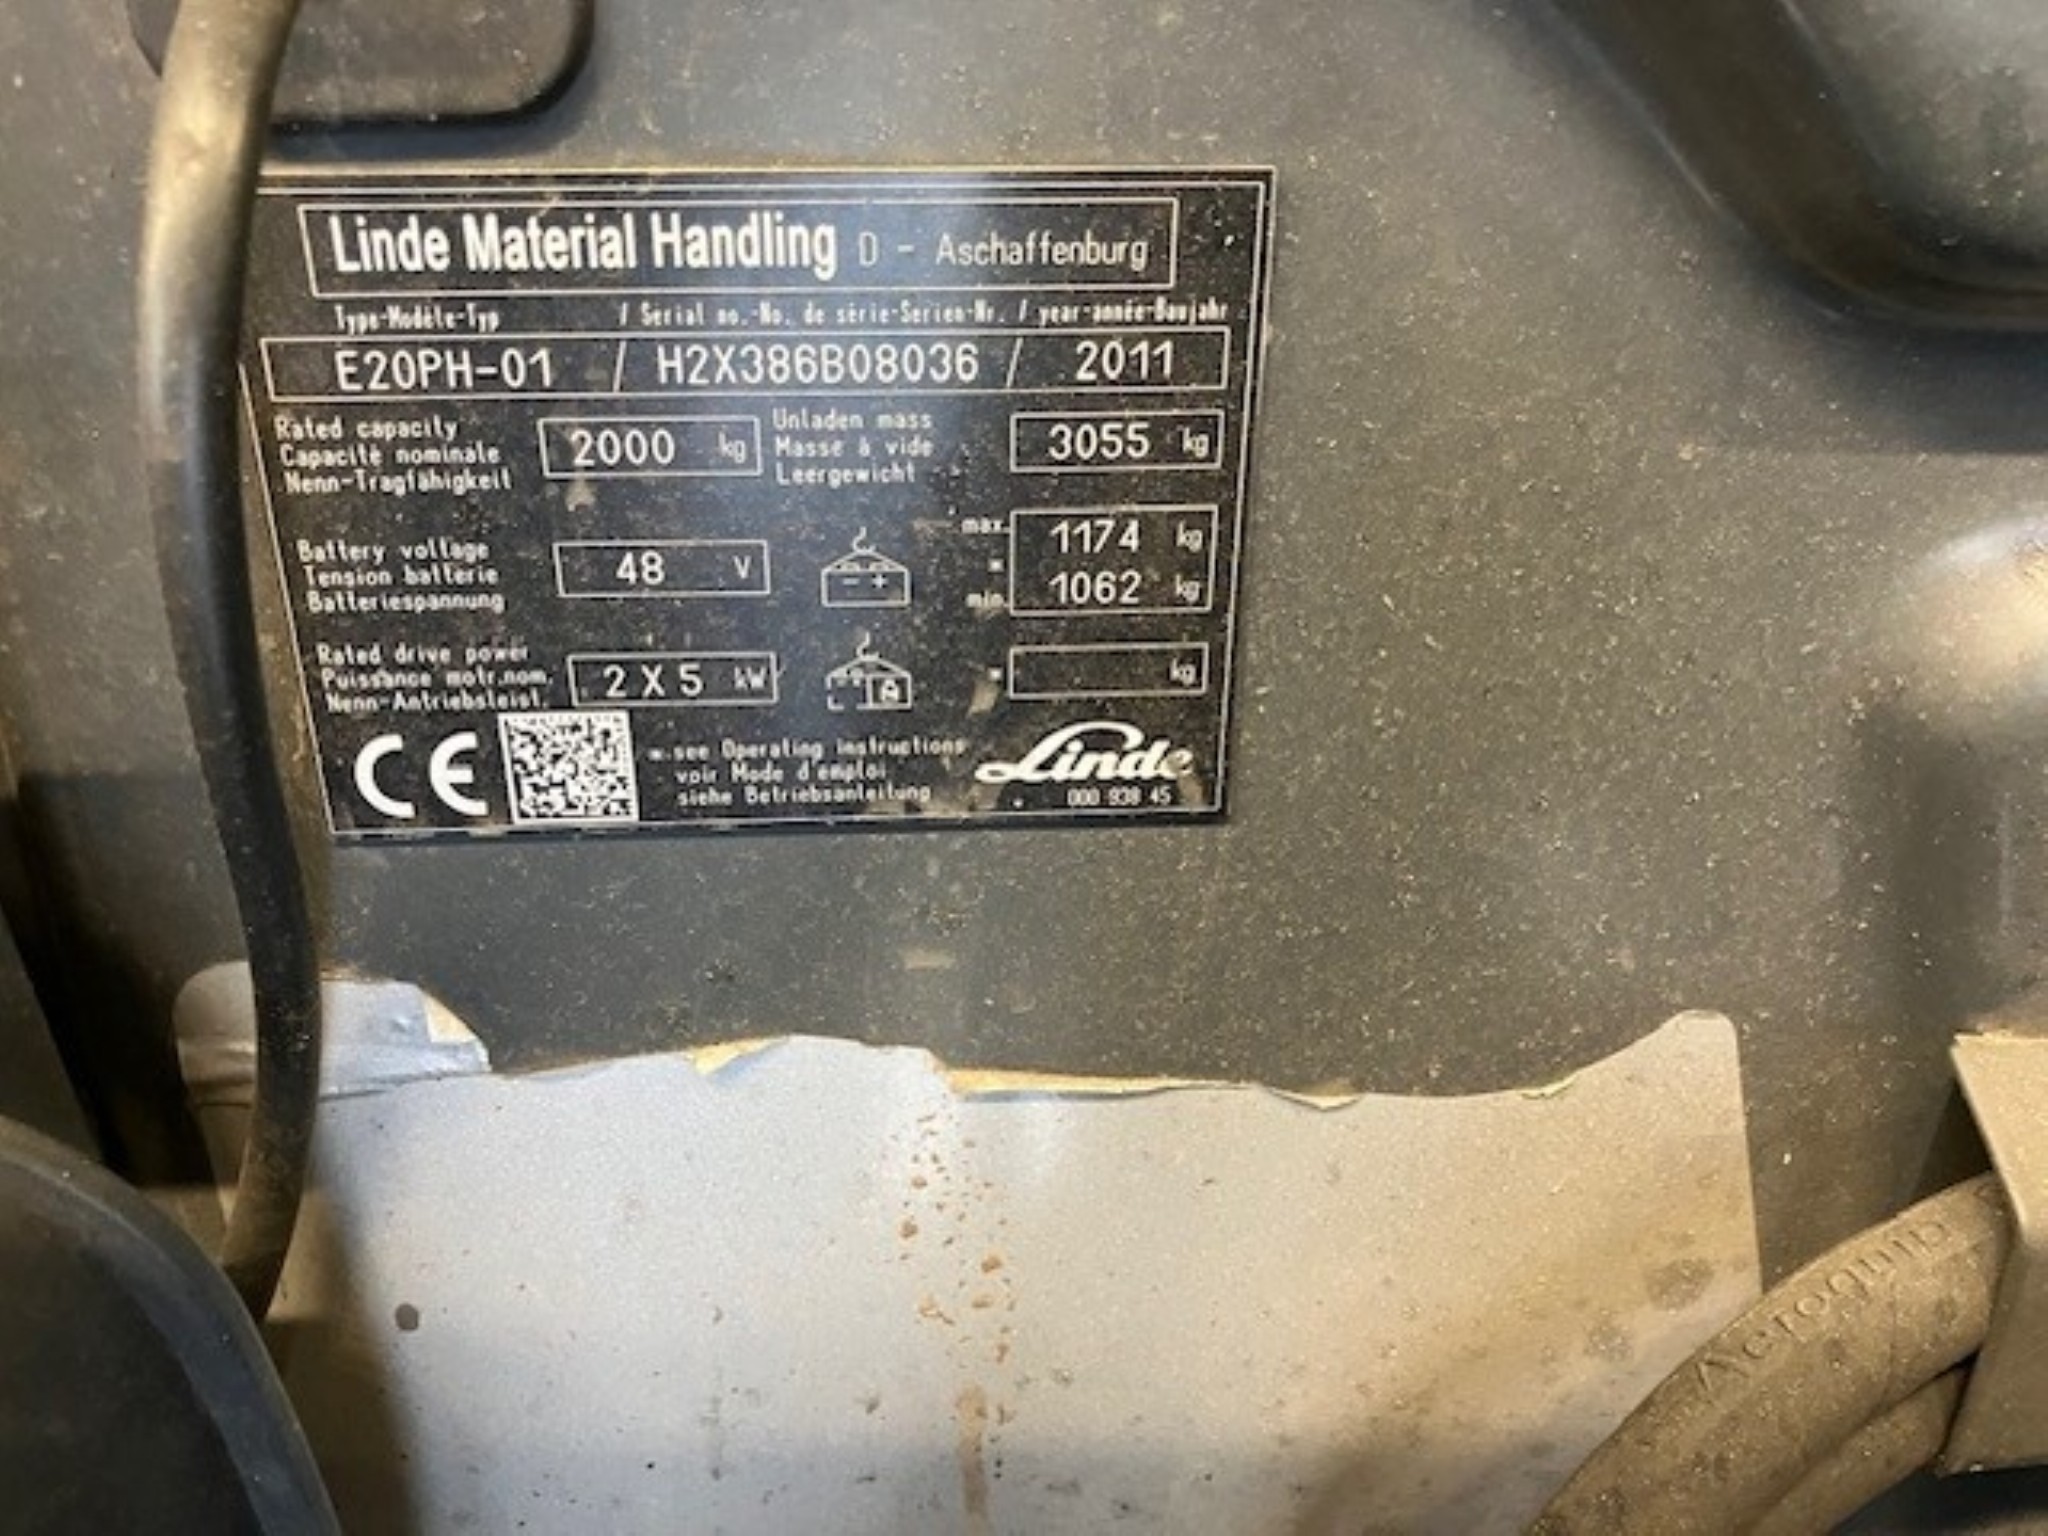 Linde Material Handling D - Aschaffenburg
Type-Modèle-Typ / Serial no.-No. de série-Serien-Nr. / year-année-Baujahr
E20PH-01 / H2X386B08036 / 2011
Rated capacity
Capacité nominale
Nenn-Tragfähigkeit
2000 kg
Unladen mass
Masse à vide
Leergewicht
3055 kg
Battery voltage
Tension batterie
Batteriespannung
48 V
- +
max. 1174 kg
*
min. 1062 kg
Rated drive power
Puissance motr.nom.
Nenn-Antriebsleist.
2 X 5 kW
A
* kg
CE
*.see Operating instructions
voir Mode d'emploi
siehe Betriebsanleitung
Linde
000 938 45
Aeroquip